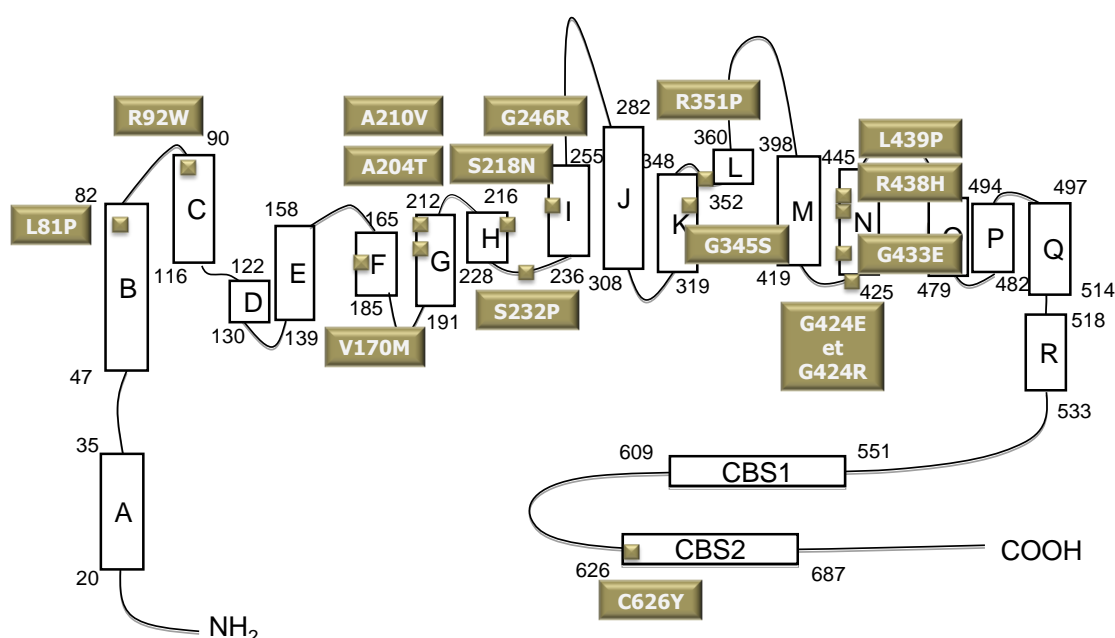 R92W
90
A210V
G246R
282
R351P
360
A204T
S218N
255
348
398
L439P
445
R438H
82
L81P
C
158
165
212
216
I
J
352
L
494
497
B
116
122
E
F
G
H
K
G345S
M
N
G433E
P
Q
D
130
139
185
191
228
236
308
319
419
425
479
482
514
S232P
V170M
G424E
et
G424R
518
R
47
533
35
609
551
CBS1
A
CBS2
COOH
20
626
687
C626Y
NH2